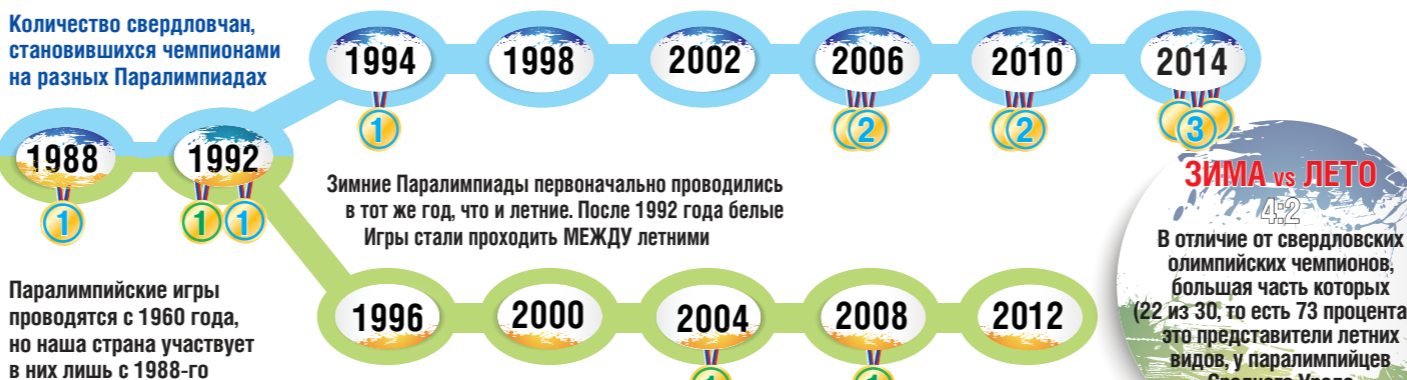 Количество свердловчан,
становившихся чемпионами
на разных Паралимпиадах
1994 1998 2002 2006 2010 2014
1 2 2 3
1988 1992
1 1 1
Зимние Паралимпиады первоначально проводились
в тот же год, что и летние. После 1992 года белые
Игры стали проходить МЕЖДУ летними
Паралимпийские игры
проводятся с 1960 года,
но наша страна участвует
в них лишь с 1988-го
1996 2000 2004 2008 2012
1 1
ЗИМА vs ЛЕТО
4:2
В отличие от свердловских
олимпийских чемпионов,
большая часть которых
(22 из 30, то есть 73 процента
это представители летних
видов, у паралимпийцев
Среднего Урала